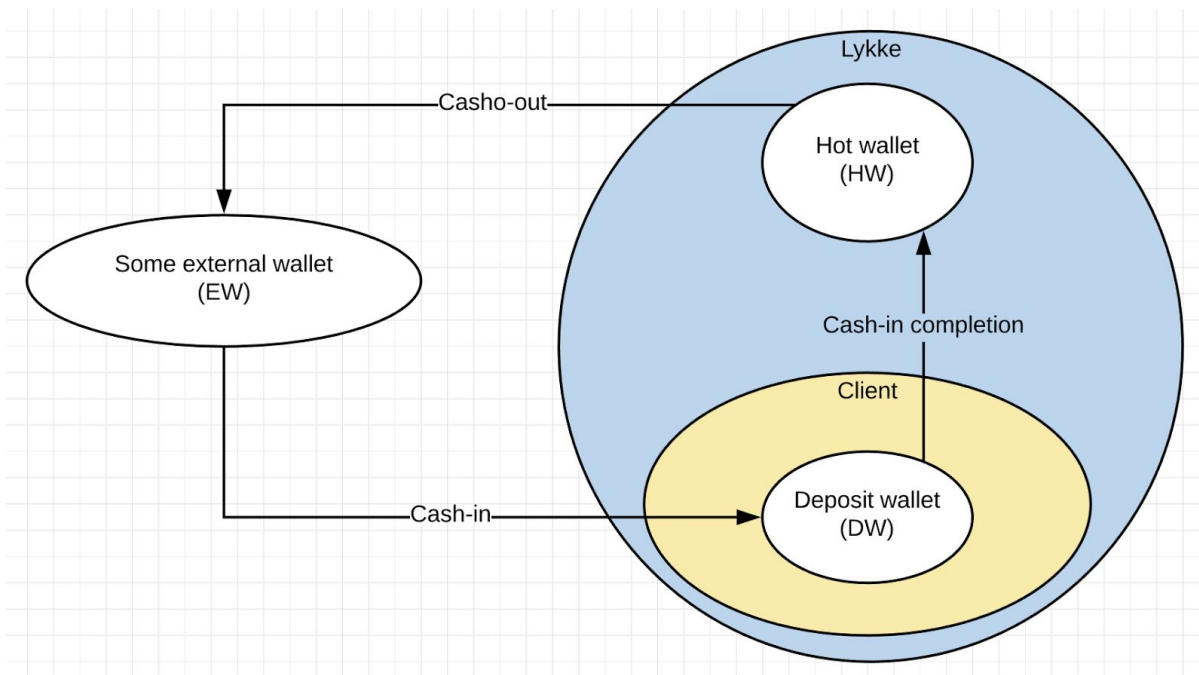 Lykke
Casho-out
Hot wallet
(HW)
Some external wallet
(EW)
Cash-in completion
Client
Cash-in
Deposit wallet
(DW)